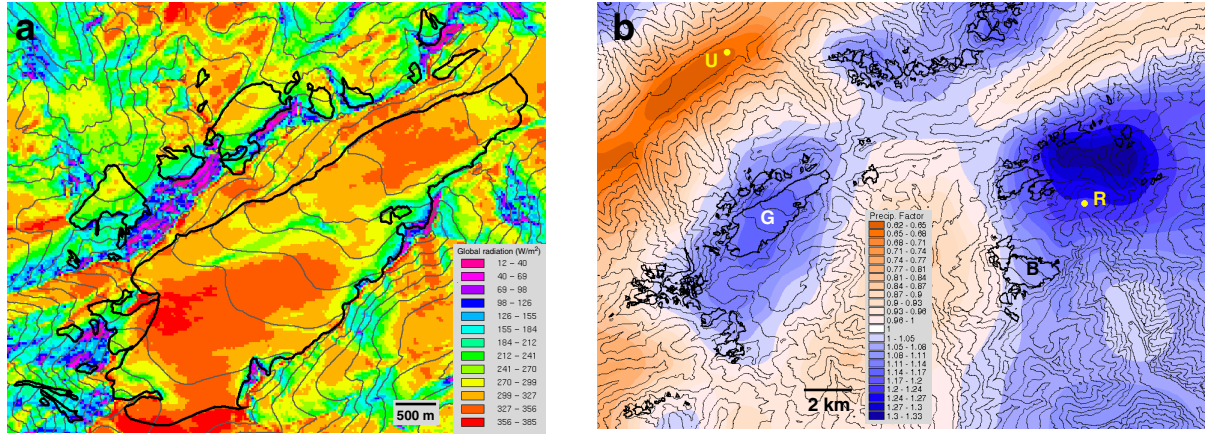 a
Global radiation (W/m²)
12 – 40
40 – 69
69 – 98
98 – 126
126 – 155
155 – 184
184 – 212
212 – 241
241 – 270
270 – 299
299 – 327
327 – 356
356 – 385
500 m
b
U
G
R
B
Precip. Factor
0.62 - 0.65
0.65 - 0.68
0.68 - 0.71
0.71 - 0.74
0.74 - 0.77
0.77 - 0.81
0.81 - 0.84
0.84 - 0.87
0.87 - 0.9
0.9 - 0.93
0.93 - 0.96
0.96 - 1
1
1 - 1.05
1.05 - 1.08
1.08 - 1.11
1.11 - 1.14
1.14 - 1.17
1.17 - 1.2
1.2 - 1.24
1.24 - 1.27
1.27 - 1.3
1.3 - 1.33
2 km